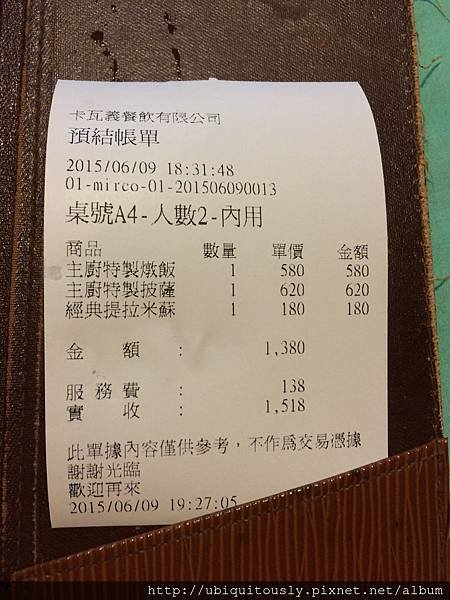 卡瓦義餐飲有限公司
預結帳單
2015/06/09 18:31:48
01-mirco-01-201506090013
桌號A4-人數2-內用
商品 數量 單價 金額
主廚特製燉飯 1 580 580
主廚特製披薩 1 620 620
經典提拉米蘇 1 180 180
金額: 1,380
服務費: 138
實收: 1,518
此單據內容僅供參考，不作為交易憑據
謝謝光臨
歡迎再來
2015/06/09 19:27:05
http://ubiquitously.pixnet.net/album